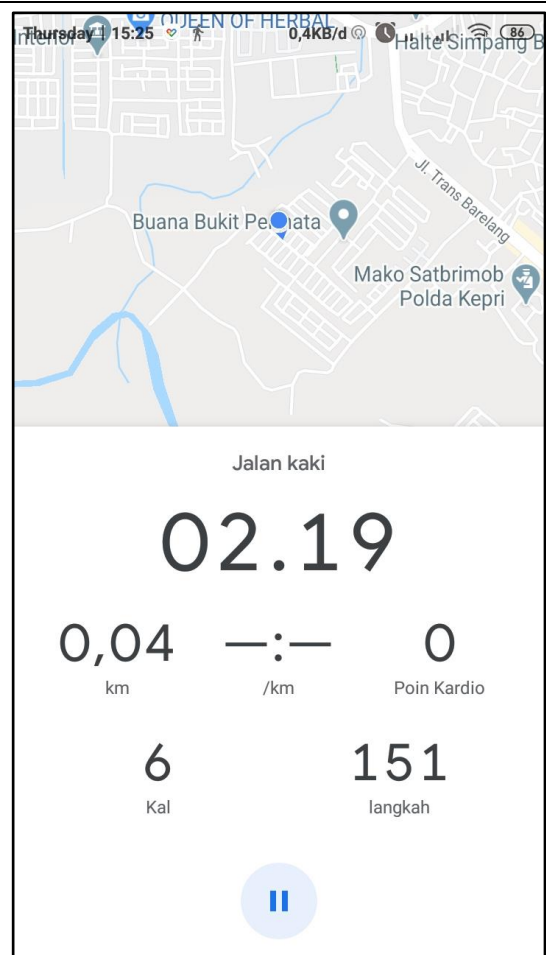 Thursday | 15:25
0,4KB/d
86
QUEEN OF HERBAL
Interior
Halte Simpang B
Jl. Trans Barelang
Buana Bukit Permata
Mako Satbrimob
Polda Kepri
Jalan kaki
02.19
0,04
—:—
0
km
/km
Poin Kardio
6
151
Kal
langkah